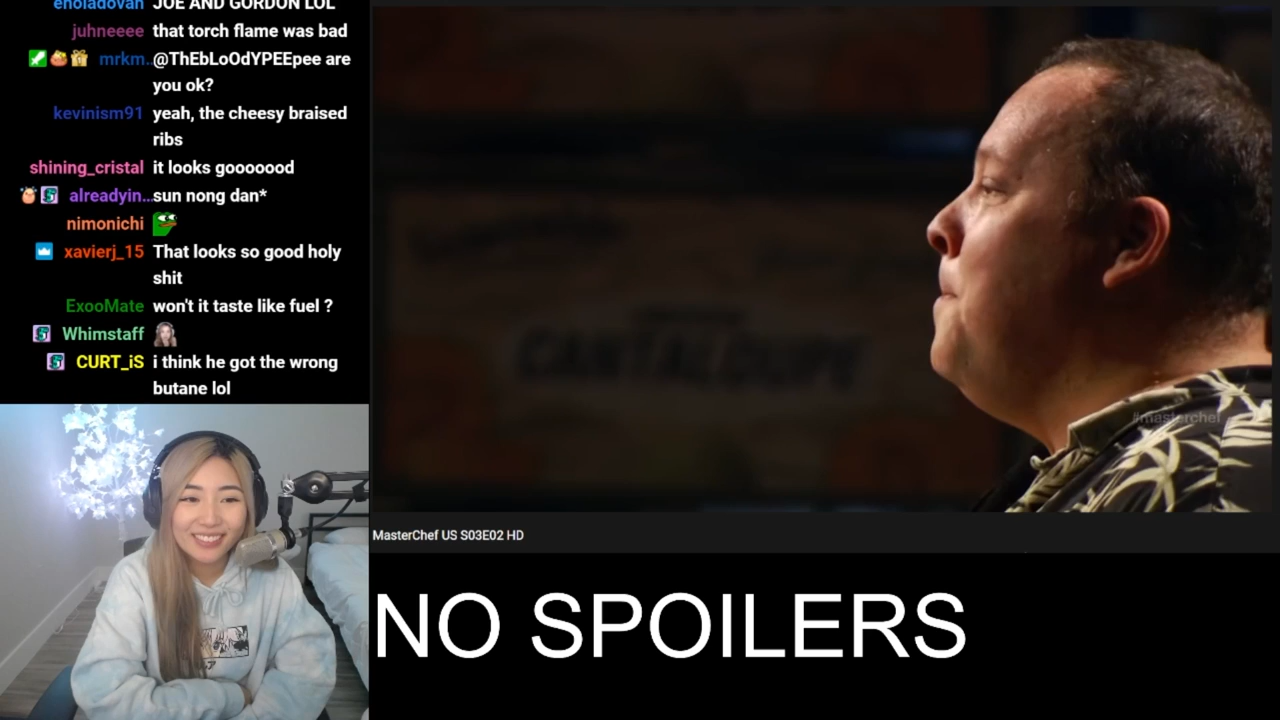 enoladovah JOE AND GORDON LOL
juhneeee that torch flame was bad
mrkm... @ThEbLoOdYPEEpee are
you ok?
kevinism91 yeah, the cheesy braised
ribs
shining_cristal it looks gooooood
alreadyin... sun nong dan*
nimonichi
xavierj_15 That looks so good holy
shit
ExooMate won't it taste like fuel ?
Whimstaff
CURT_iS i think he got the wrong
butane lol
CANTALOUPE
#masterchef
MasterChef US S03E02 HD
NO SPOILERS